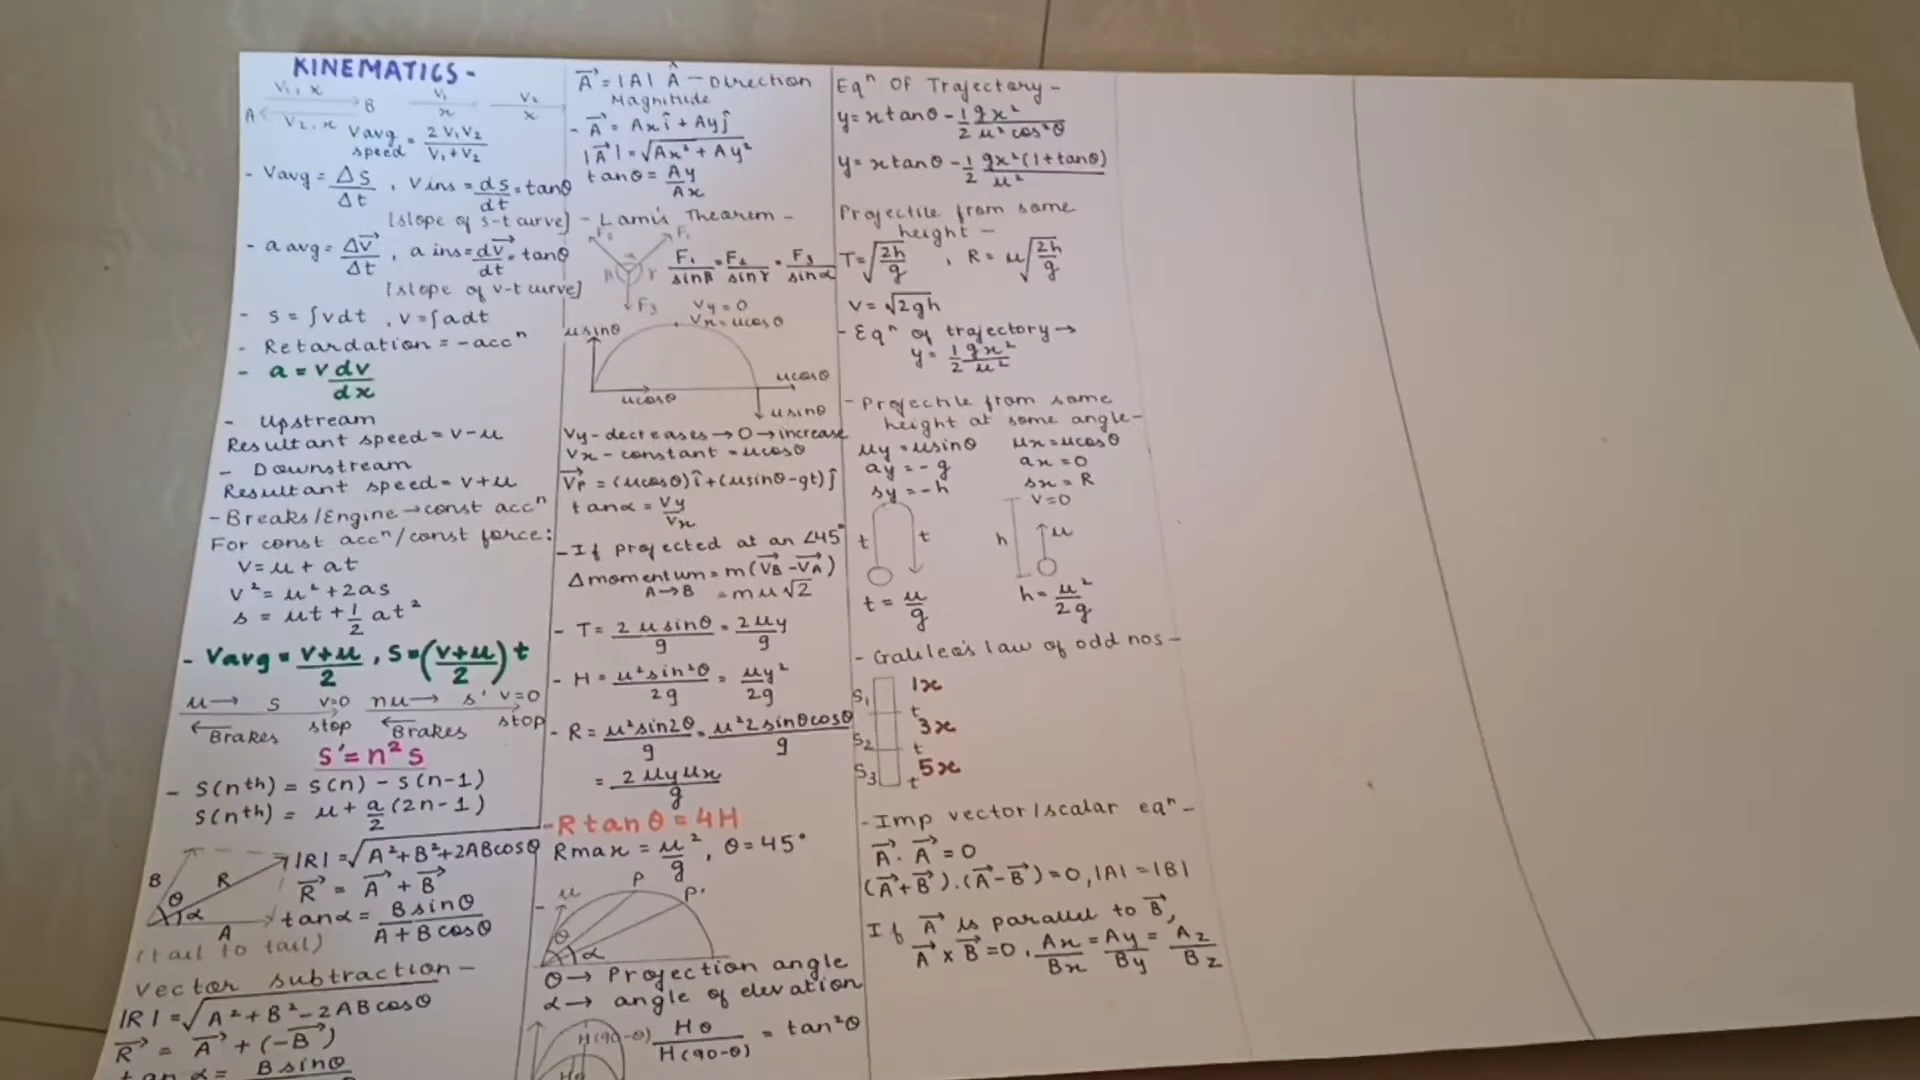 KINEMATICS-
V₁, x
A B V₁ V₂
V₂, x x x
Vavg speed = 2V₁V₂/V₁+V₂
- Vavg = ΔS/Δt , Vins = ds/dt = tanθ
[slope of s-t curve]
- a avg = Δv⃗/Δt , a ins = dv⃗/dt = tanθ
[slope of v-t curve]
- s = ∫vdt , v = ∫adt
- Retardation = -accⁿ
- a = v dv/dx
- Upstream
Resultant speed = v-u
- Downstream
Resultant speed = v+u
- Breaks/Engine → const accⁿ
For const accⁿ/const force:
v = u + at
v² = u² + 2as
s = ut + 1/2 at²
- Vavg = v+u/2 , S = (v+u/2) t
u → s v=0 nu → s' v=0
← Brakes stop ← Brakes stop
s' = n²s
- s(nth) = s(n) - s(n-1)
s(nth) = u + a/2 (2n-1)
B R θ α A
|R| = √A²+B²+2ABcosθ
R⃗ = A⃗ + B⃗
tanα = Bsinθ/A+Bcosθ
(tail to tail)
vector subtraction -
|R| = √A²+B²-2ABcosθ
R⃗ = A⃗ + (-B⃗)
tan α = Bsinθ
A⃗ = |A| Â - Direction
Magnitude
- A⃗ = Axî + Ayĵ
|A⃗| = √Ax² + Ay²
tanθ = Ay/Ax
- Lami's Theorem -
F₂ F₁
α β γ
F₃
F₁/sinβ = F₂/sinγ = F₃/sinα
Vy = 0
Vx = ucosθ
usinθ
ucosθ
ucosθ
usinθ
Vy - decreases → 0 → increase
Vx - constant = ucosθ
Vp⃗ = (ucosθ)î + (usinθ-gt)ĵ
tanα = Vy/Vx
- If projected at an ∠45°
Δmomentum = m(VB⃗ - VA⃗)
A→B = mu√2
- T = 2usinθ/g = 2uy/g
- H = u²sin²θ/2g = uy²/2g
- R = u²sin2θ/g = u²2sinθcosθ/g
= 2uyux/g
- R tanθ = 4H
Rmax = u²/g , θ = 45°
- u P P'
θ α
θ → Projection angle
α → angle of elevation
H(90-θ) Hθ/H(90-θ) = tan²θ
Hθ
Eqⁿ OF Trajectory -
y = xtanθ - 1/2 gx²/u²cos²θ
y = xtanθ - 1/2 gx²(1+tanθ)/u²
Projectile from some
height -
T = √2h/g , R = u√2h/g
V = √2gh
- Eqⁿ of trajectory →
y = 1/2 gx²/u²
- Projectile from some
height at some angle -
uy = usinθ ux = ucosθ
ay = -g ax = 0
sy = -h sx = R
v=0
t t h ↑u
t = u/g h = u²/2g
- Galileo's law of odd nos -
S₁ 1x
t
S₂ 3x
t
S₃ 5x
t
- Imp vector/scalar eqⁿ -
A⃗ . A⃗ = 0
(A⃗+B⃗).(A⃗-B⃗) = 0, |A| = |B|
If A⃗ is parallel to B⃗,
A⃗ × B⃗ = 0, Ax/Bx = Ay/By = Az/Bz